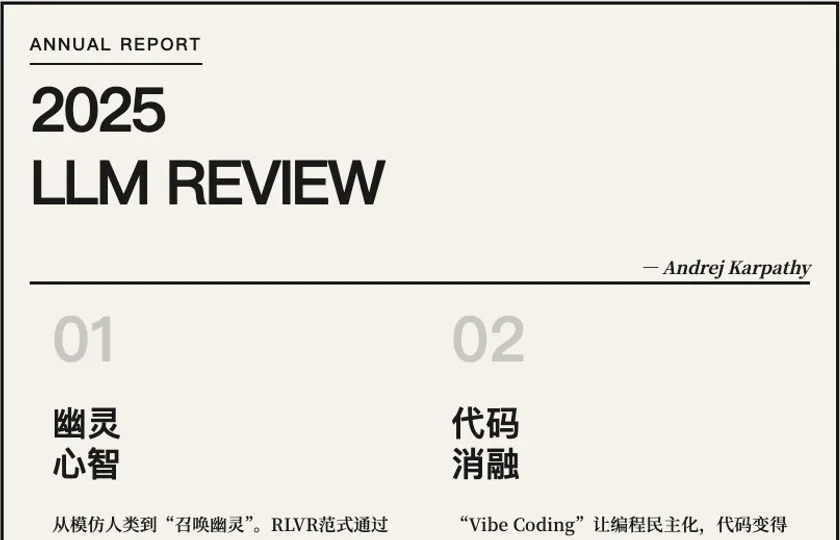 ANNUAL REPORT
2025
LLM REVIEW
— Andrej Karpathy
01
幽灵
心智
从模仿人类到“召唤幽灵”。RLVR范式通过
02
代码
消融
“Vibe Coding”让编程民主化，代码变得